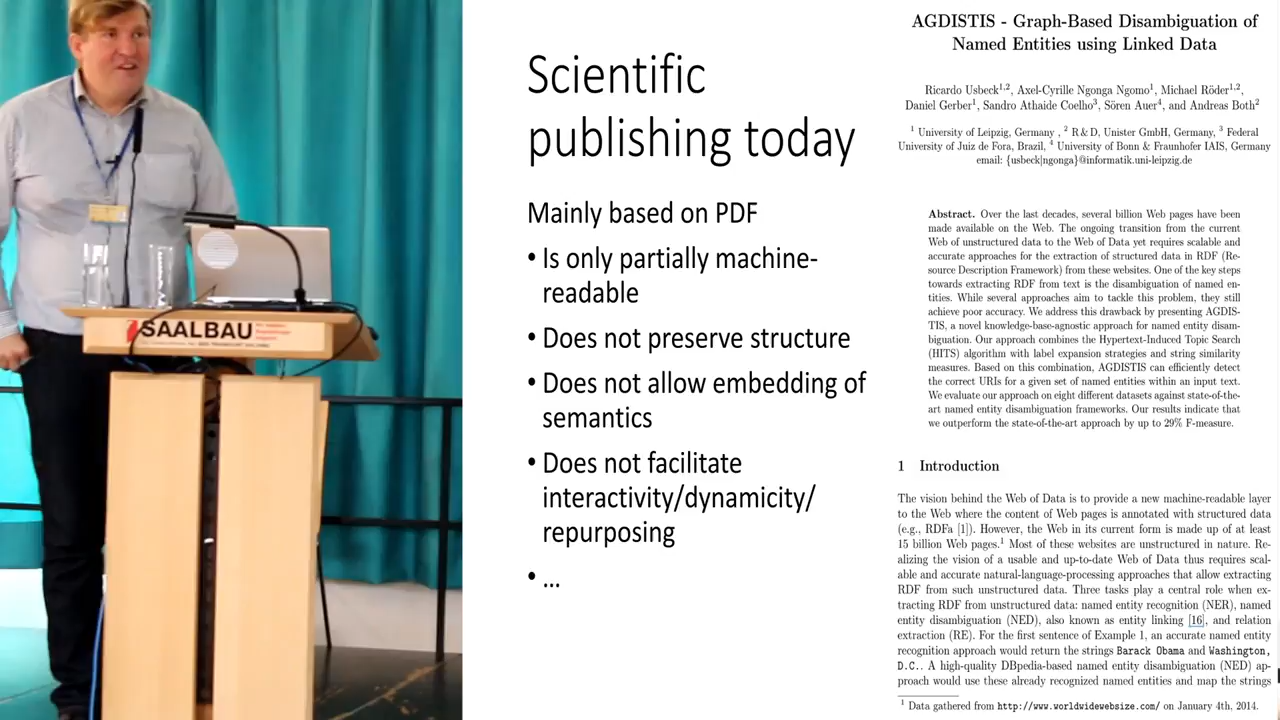 SAALBAU
Scientific
publishing today
Mainly based on PDF
• Is only partially machine-
readable
• Does not preserve structure
• Does not allow embedding of
semantics
• Does not facilitate
interactivity/dynamicity/
repurposing
• ...
AGDISTIS - Graph-Based Disambiguation of
Named Entities using Linked Data
Ricardo Usbeck1,2, Axel-Cyrille Ngonga Ngomo1, Michael Röder1,2,
Daniel Gerber1, Sandro Athaide Coelho3, Sören Auer4, and Andreas Both2
1 University of Leipzig, Germany , 2 R&D, Unister GmbH, Germany, 3 Federal
University of Juiz de Fora, Brazil, 4 University of Bonn & Fraunhofer IAIS, Germany
email: {usbeck|ngonga}@informatik.uni-leipzig.de
Abstract. Over the last decades, several billion Web pages have been
made available on the Web. The ongoing transition from the current
Web of unstructured data to the Web of Data yet requires scalable and
accurate approaches for the extraction of structured data in RDF (Re-
source Description Framework) from these websites. One of the key steps
towards extracting RDF from text is the disambiguation of named en-
tities. While several approaches aim to tackle this problem, they still
achieve poor accuracy. We address this drawback by presenting AGDIS-
TIS, a novel knowledge-base-agnostic approach for named entity disam-
biguation. Our approach combines the Hypertext-Induced Topic Search
(HITS) algorithm with label expansion strategies and string similarity
measures. Based on this combination, AGDISTIS can efficiently detect
the correct URIs for a given set of named entities within an input text.
We evaluate our approach on eight different datasets against state-of-the-
art named entity disambiguation frameworks. Our results indicate that
we outperform the state-of-the-art approach by up to 29% F-measure.
1 Introduction
The vision behind the Web of Data is to provide a new machine-readable layer
to the Web where the content of Web pages is annotated with structured data
(e.g., RDFa [1]). However, the Web in its current form is made up of at least
15 billion Web pages.1 Most of these websites are unstructured in nature. Re-
alizing the vision of a usable and up-to-date Web of Data thus requires scal-
able and accurate natural-language-processing approaches that allow extracting
RDF from such unstructured data. Three tasks play a central role when ex-
tracting RDF from unstructured data: named entity recognition (NER), named
entity disambiguation (NED), also known as entity linking [16], and relation
extraction (RE). For the first sentence of Example 1, an accurate named entity
recognition approach would return the strings Barack Obama and Washington,
D.C.. A high-quality DBpedia-based named entity disambiguation (NED) ap-
proach would use these already recognized named entities and map the strings
1 Data gathered from http://www.worldwidewebsize.com/ on January 4th, 2014.